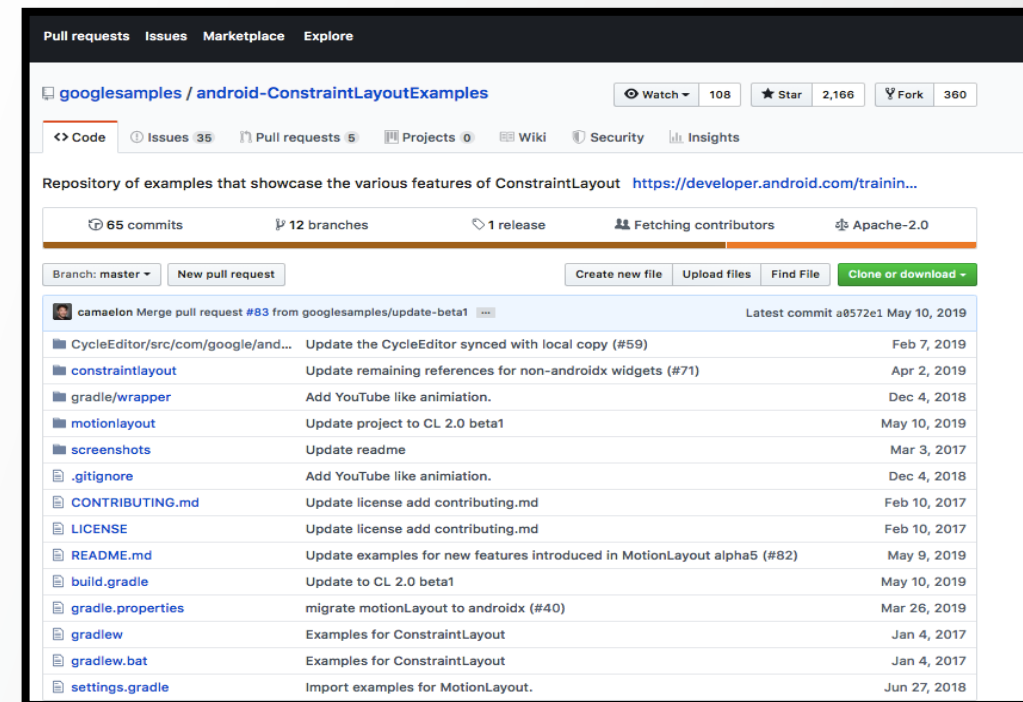 Pull requests Issues Marketplace Explore
googlesamples / android-ConstraintLayoutExamples Watch 108 Star 2,166 Fork 360
Code Issues 35 Pull requests 5 Projects 0 Wiki Security Insights
Repository of examples that showcase the various features of ConstraintLayout https://developer.android.com/trainin...
65 commits 12 branches 1 release Fetching contributors Apache-2.0
Branch: master New pull request Create new file Upload files Find File Clone or download
camaelon Merge pull request #83 from googlesamples/update-beta1 ... Latest commit a0572e1 May 10, 2019
CycleEditor/src/com/google/and... Update the CycleEditor synced with local copy (#59) Feb 7, 2019
constraintlayout Update remaining references for non-androidx widgets (#71) Apr 2, 2019
gradle/wrapper Add YouTube like animiation. Dec 4, 2018
motionlayout Update project to CL 2.0 beta1 May 10, 2019
screenshots Update readme Mar 3, 2017
.gitignore Add YouTube like animiation. Dec 4, 2018
CONTRIBUTING.md Update license add contributing.md Feb 10, 2017
LICENSE Update license add contributing.md Feb 10, 2017
README.md Update examples for new features introduced in MotionLayout alpha5 (#82) May 9, 2019
build.gradle Update to CL 2.0 beta1 May 10, 2019
gradle.properties migrate motionLayout to androidx (#40) Mar 26, 2019
gradlew Examples for ConstraintLayout Jan 4, 2017
gradlew.bat Examples for ConstraintLayout Jan 4, 2017
settings.gradle Import examples for MotionLayout. Jun 27, 2018